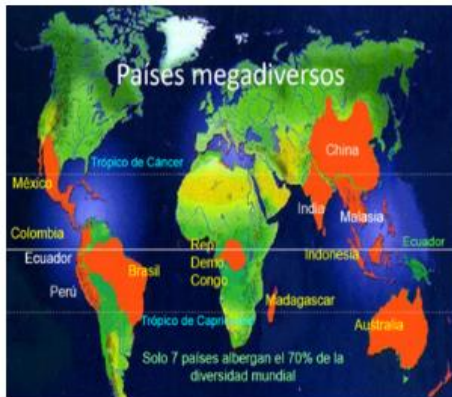 Países megadiversos
China
Trópico de Cáncer
México
India
Malasia
Colombia
Ecuador
Ecuador
Rep
Demo
Congo
Indonesia
Brasil
Perú
Madagascar
Trópico de Capric
Australia
Solo 7 países albergan el 70% de la
diversidad mundial